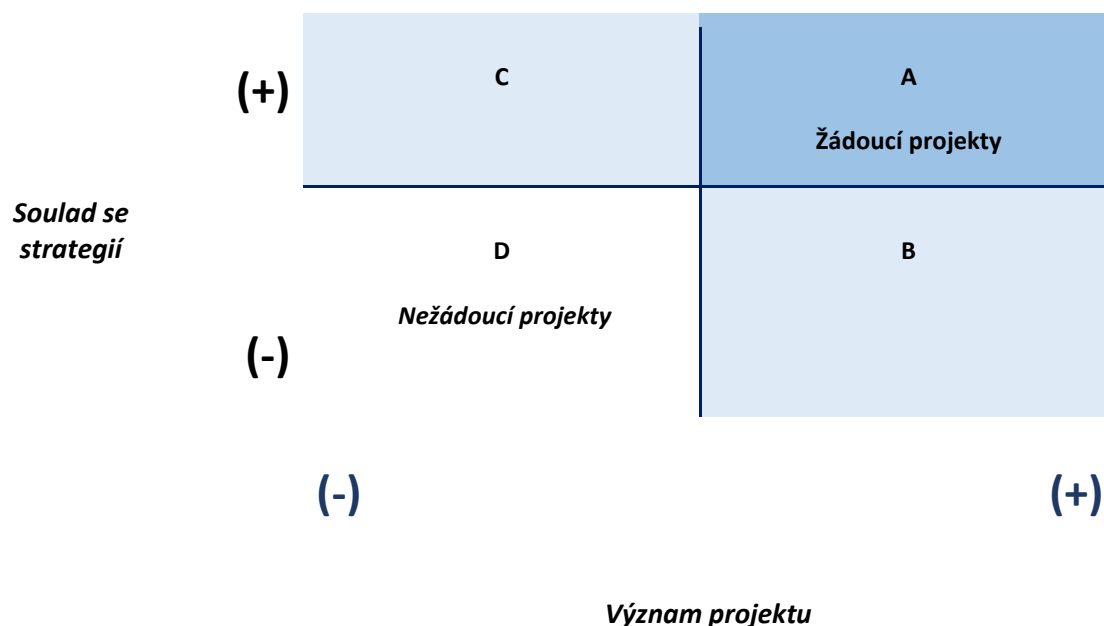 C
A
(+)
Žádoucí projekty
Soulad se
strategií
D
B
Nežádoucí projekty
(-)
(-)
(+)
Význam projektu